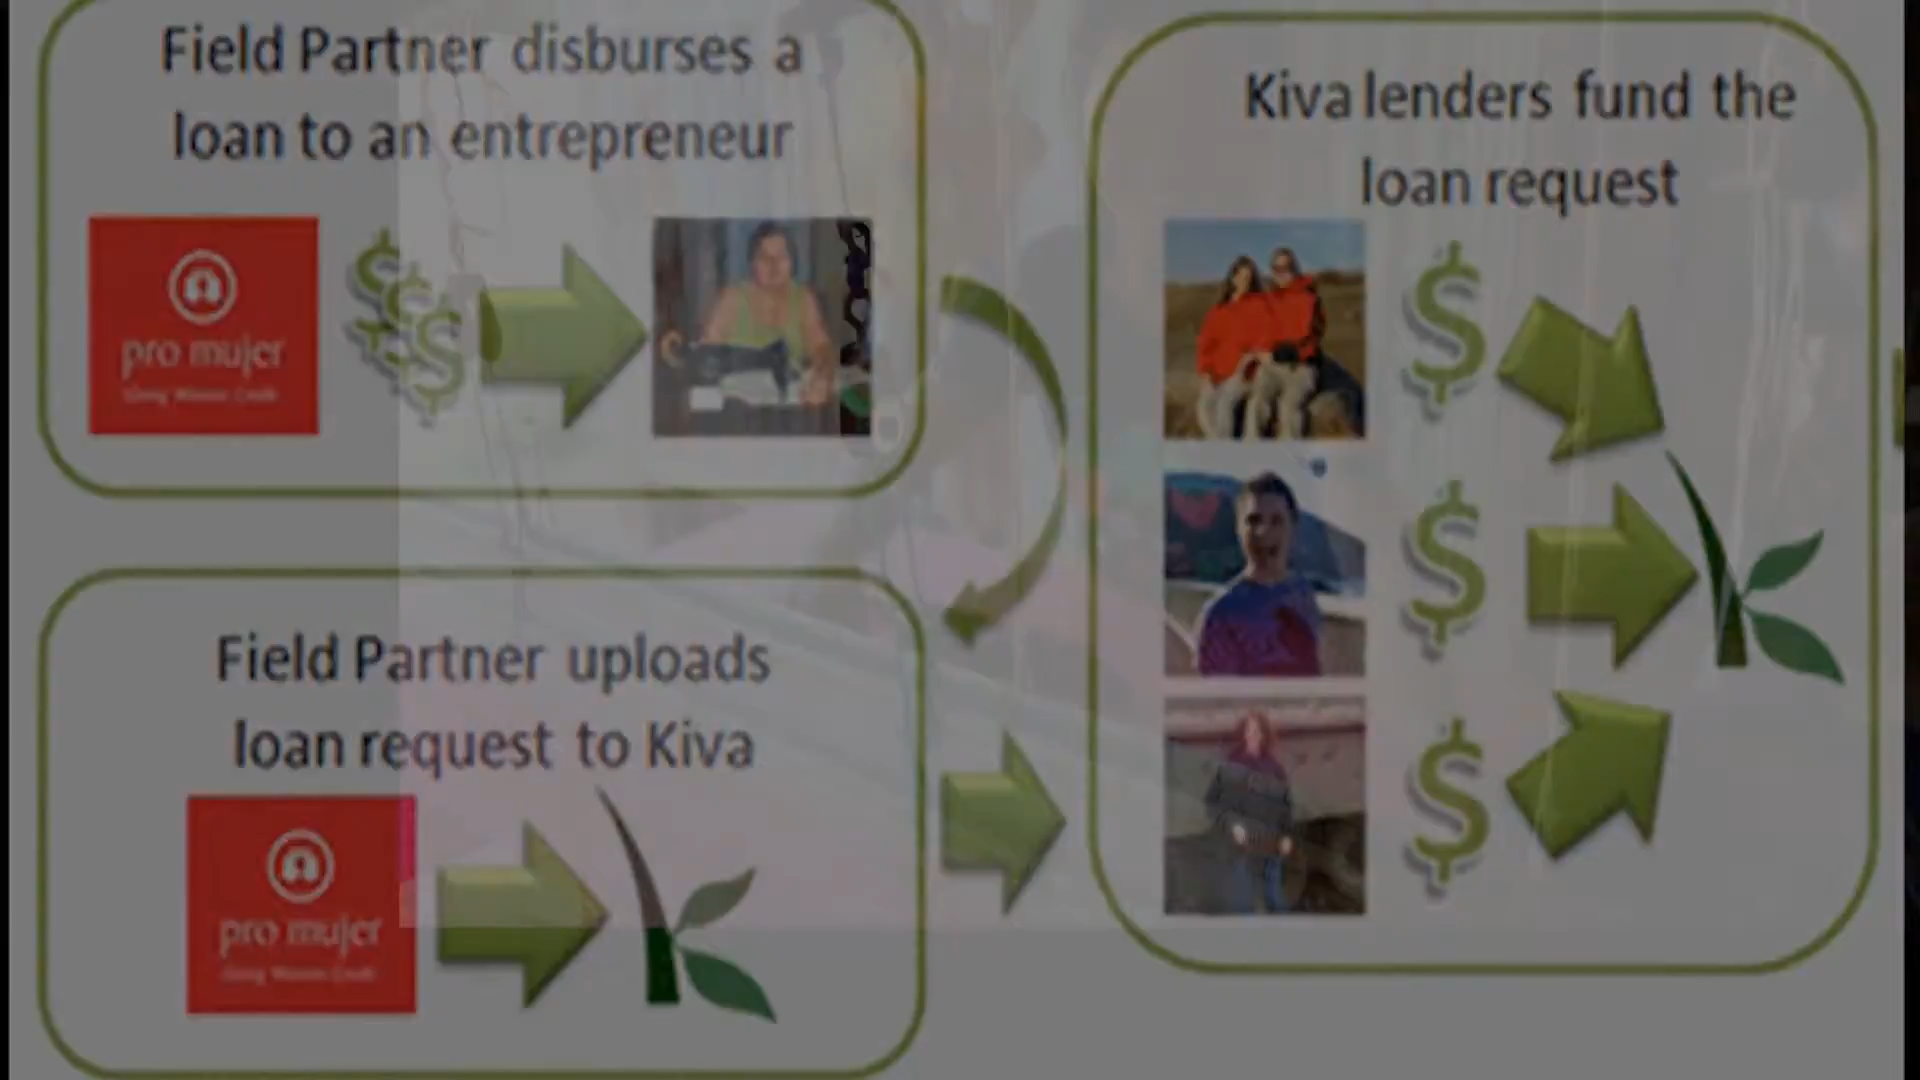 Field Partner disburses a
loan to an entrepreneur
pro mujer
$$$
Field Partner uploads
loan request to Kiva
pro mujer
Kiva lenders fund the
loan request
$
$
$